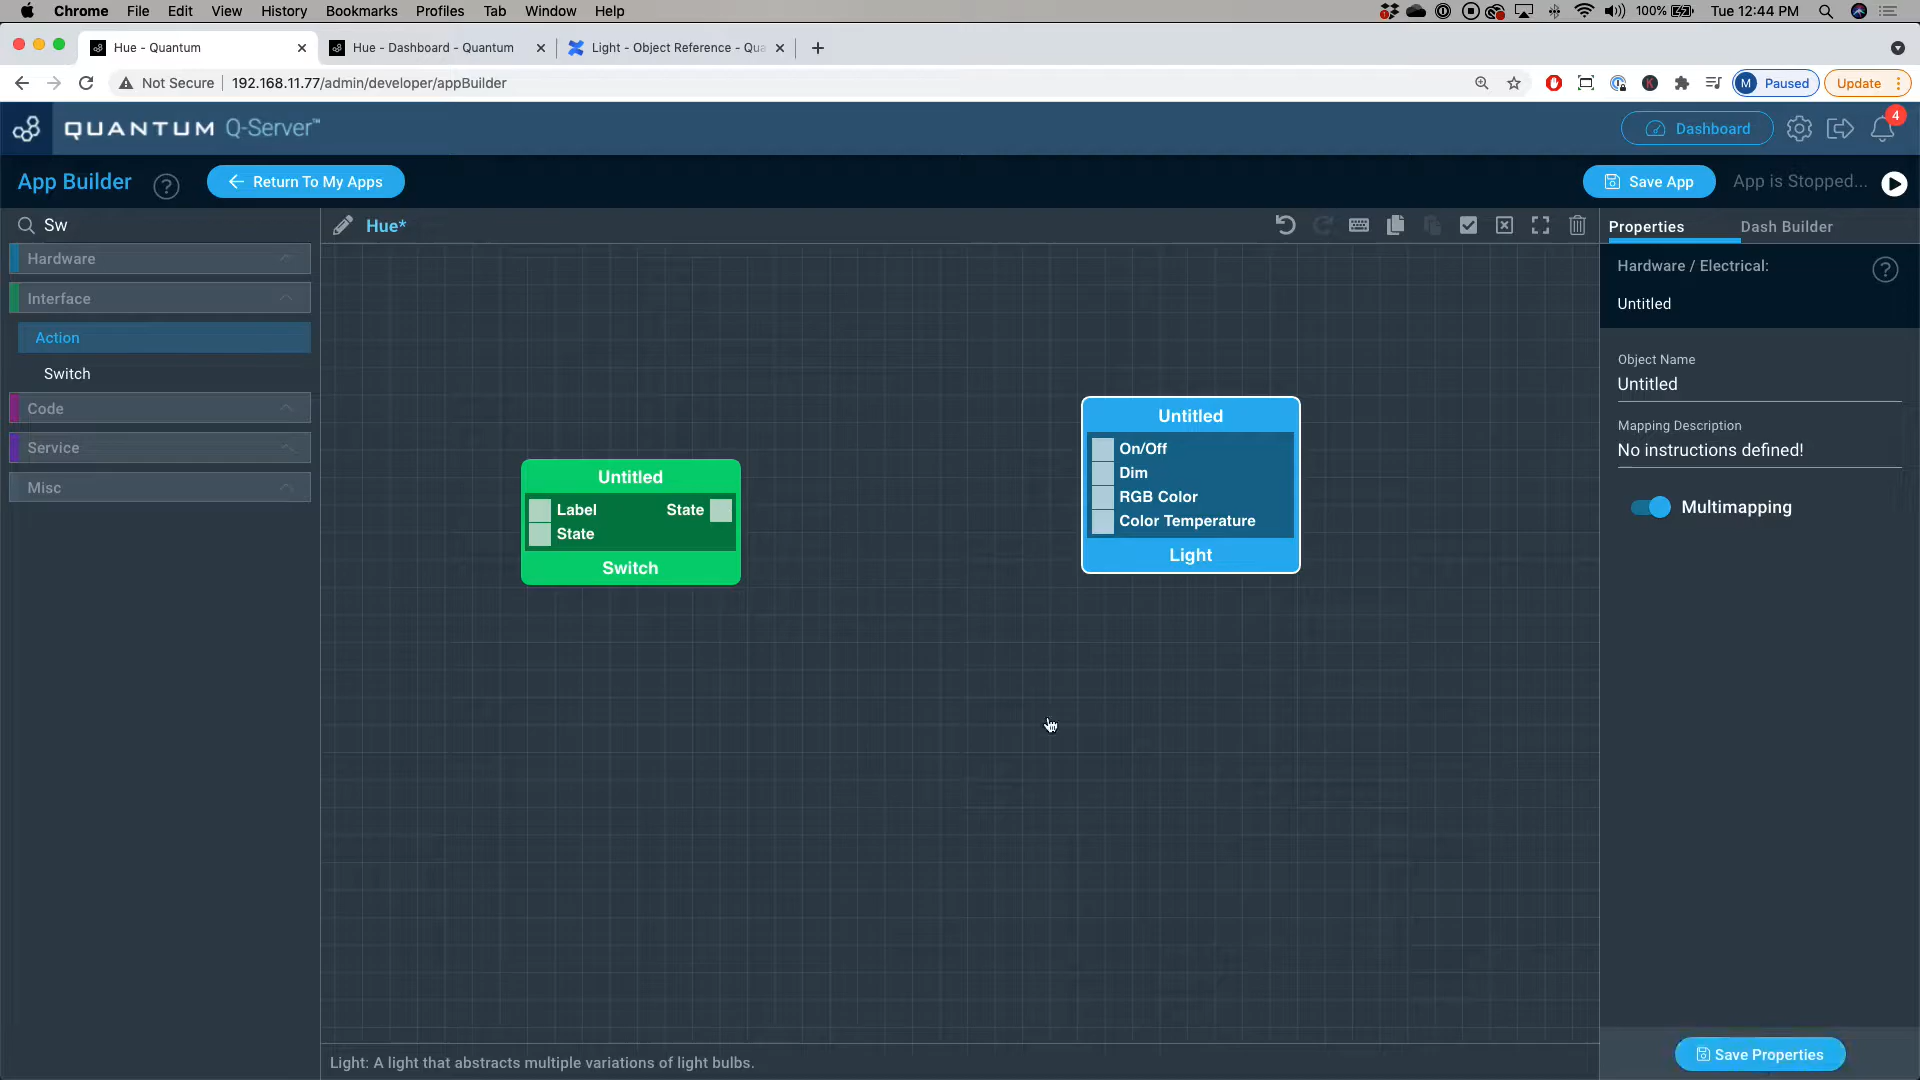 Chrome File Edit View History Bookmarks Profiles Tab Window Help 100% Tue 12:44 PM
Hue - Quantum
Hue - Dashboard - Quantum
Light - Object Reference - Qua
Not Secure 192.168.11.77/admin/developer/appBuilder
M Paused
Update
QUANTUM Q-Server™
Dashboard
4
App Builder ?
Return To My Apps
Save App
App is Stopped...
Sw
Hue*
Properties
Dash Builder
Hardware
Interface
Action
Switch
Code
Service
Misc
Untitled
Label State
State
Switch
Untitled
On/Off
Dim
RGB Color
Color Temperature
Light
Hardware / Electrical: ?
Untitled
Object Name
Untitled
Mapping Description
No instructions defined!
Multimapping
Save Properties
Light: A light that abstracts multiple variations of light bulbs.